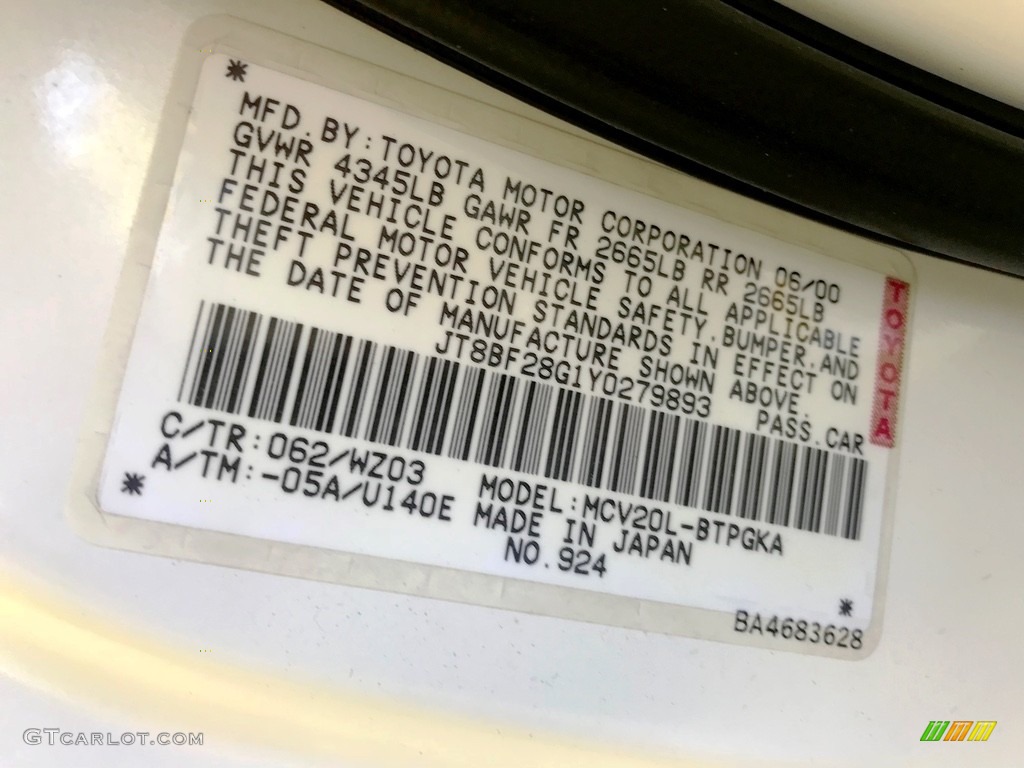 MFD.BY:TOYOTA MOTOR CORPORATION 06/00
GVWR 4345LB GAWR FR 2665LB RR 2665LB
THIS VEHICLE CONFORMS TO ALL APPLICABLE
FEDERAL MOTOR VEHICLE SAFETY.BUMPER.AND
THEFT PREVENTION STANDARDS IN EFFECT ON
THE DATE OF MANUFACTURE SHOWN ABOVE.
JT8BF28G1Y0279893 PASS.CAR
TOYOTA
C/TR:062/WZ03 MODEL:MCV20L-BTPGKA
A/TM:-05A/U140E MADE IN JAPAN
NO.924
BA4683628
GTcarlot.com